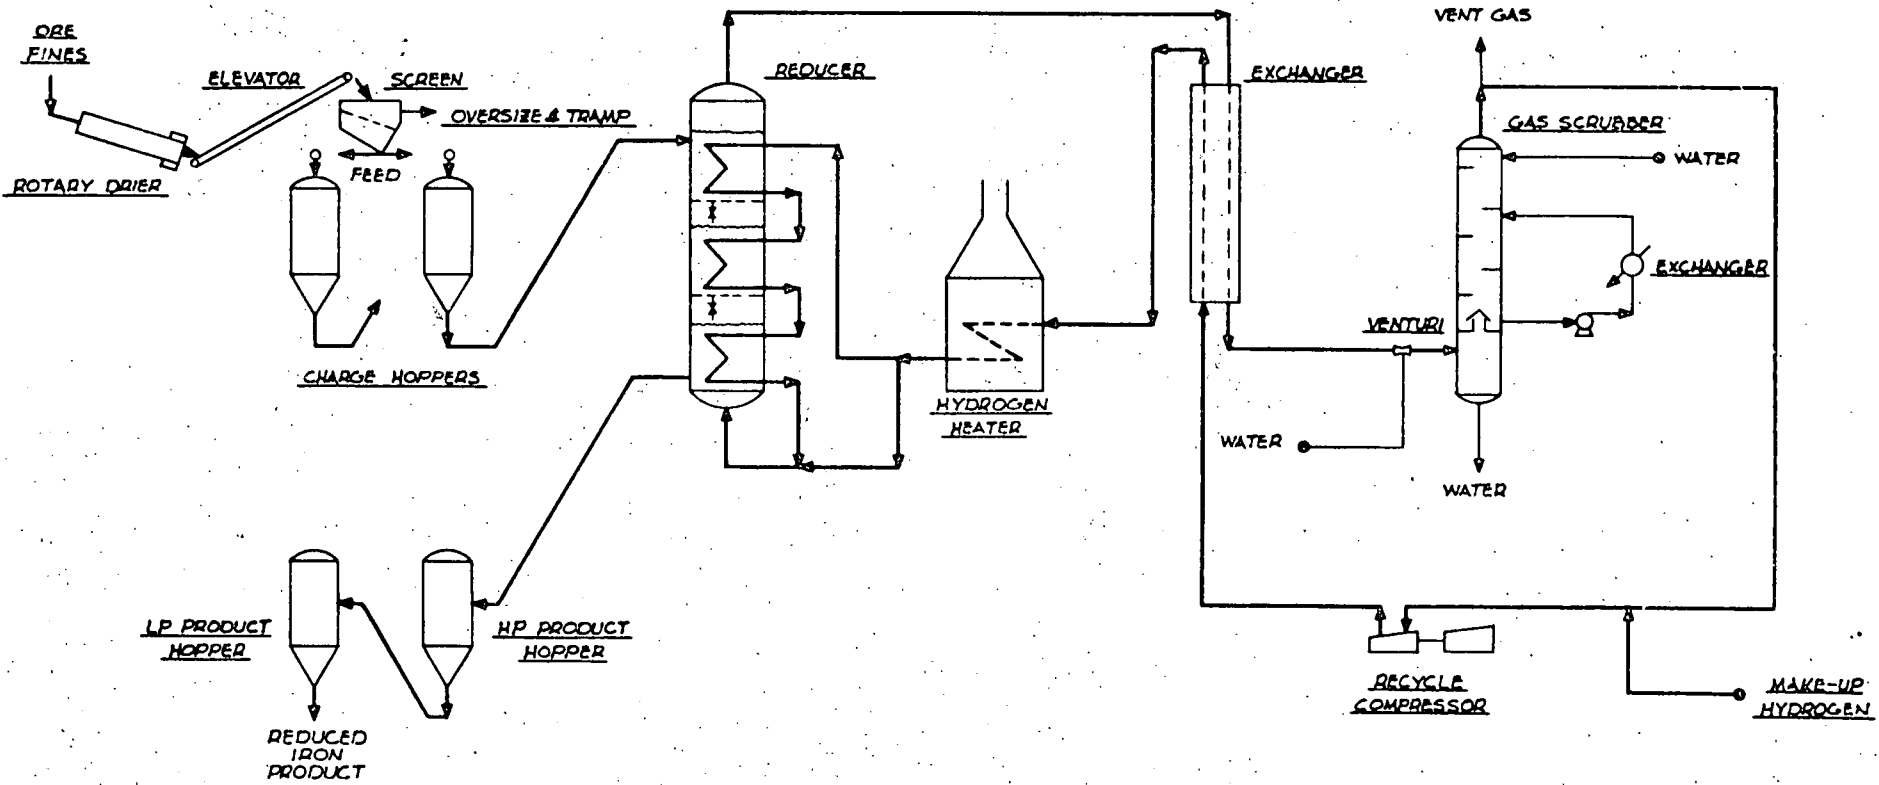 ORE
FINES
ELEVATOR
SCREEN
OVERSIZE & TRAMP
ROTARY DRIER
FEED
CHARGE HOPPERS
REDUCER
HYDROGEN
HEATER
EXCHANGER
VENT GAS
GAS SCRUBBER
WATER
EXCHANGER
VENTURI
WATER
WATER
LP PRODUCT
HOPPER
HP PRODUCT
HOPPER
REDUCED
IRON
PRODUCT
RECYCLE
COMPRESSOR
MAKE-UP
HYDROGEN